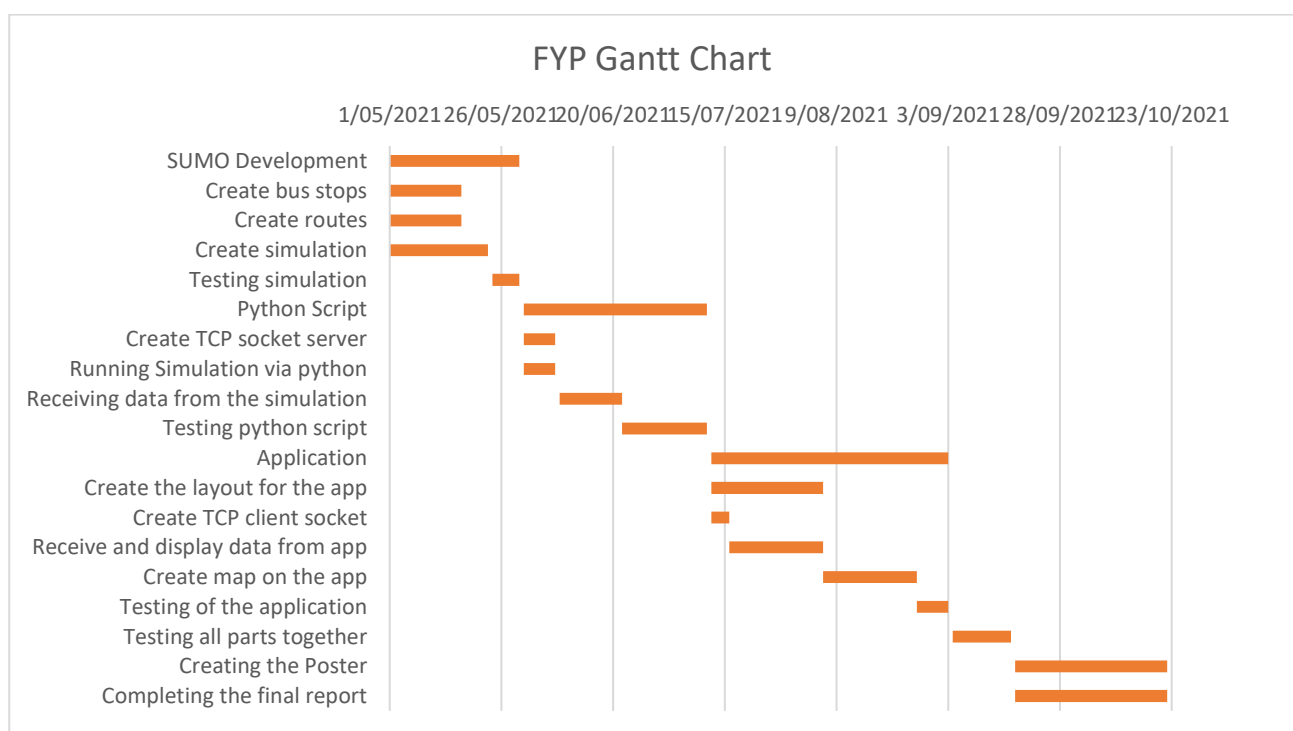 FYP Gantt Chart
1/05/2021 26/05/2021 20/06/2021 15/07/2021 9/08/2021 3/09/2021 28/09/2021 23/10/2021
SUMO Development
Create bus stops
Create routes
Create simulation
Testing simulation
Python Script
Create TCP socket server
Running Simulation via python
Receiving data from the simulation
Testing python script
Application
Create the layout for the app
Create TCP client socket
Receive and display data from app
Create map on the app
Testing of the application
Testing all parts together
Creating the Poster
Completing the final report